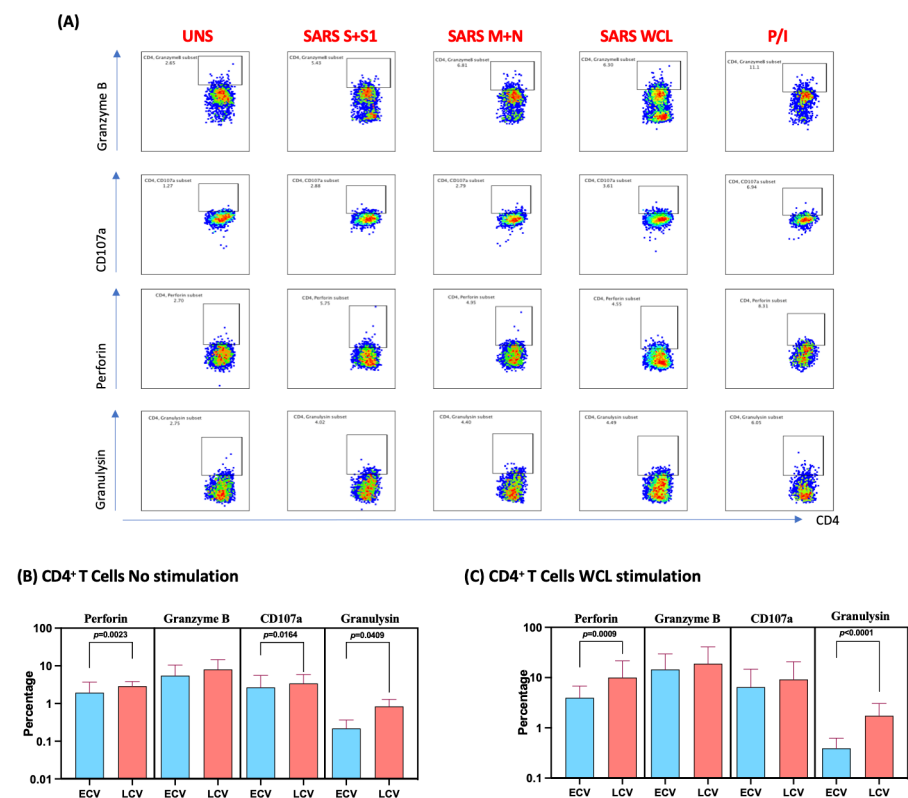 (A)
UNS SARS S+S1 SARS M+N SARS WCL P/I
Granzyme B
CD4, GranzymeB subset
2.65
CD4, GranzymeB subset
5.43
CD4, GranzymeB subset
6.81
CD4, GranzymeB subset
6.30
CD4, GranzymeB subset
11.1
CD107a
CD4, CD107a subset
1.27
CD4, CD107a subset
2.88
CD4, CD107a subset
2.79
CD4, CD107a subset
3.61
CD4, CD107a subset
6.94
Perforin
CD4, Perforin subset
2.70
CD4, Perforin subset
5.75
CD4, Perforin subset
4.95
CD4, Perforin subset
4.55
CD4, Perforin subset
8.31
Granulysin
CD4, Granulysin subset
2.75
CD4, Granulysin subset
4.02
CD4, Granulysin subset
4.40
CD4, Granulysin subset
4.49
CD4, Granulysin subset
6.05
CD4
(B) CD4+ T Cells No stimulation
Perforin Granzyme B CD107a Granulysin
p=0.0023 p=0.0164 p=0.0409
Percentage
100
10
1
0.1
0.01
ECV LCV ECV LCV ECV LCV ECV LCV
(C) CD4+ T Cells WCL stimulation
Perforin Granzyme B CD107a Granulysin
p=0.0009 p<0.0001
Percentage
100
10
1
0.1
ECV LCV ECV LCV ECV LCV ECV LCV